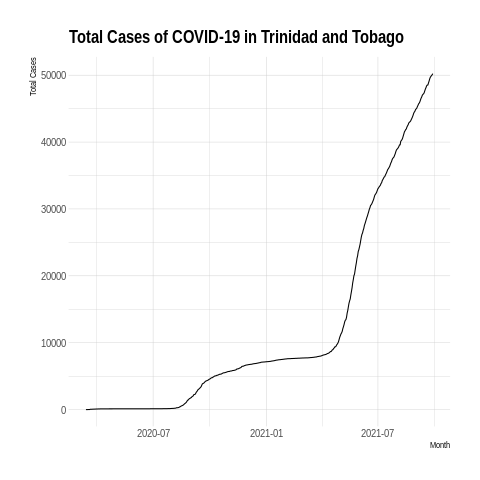 Total Cases of COVID-19 in Trinidad and Tobago
Total Cases
50000
40000
30000
20000
10000
0
2020-07 2021-01 2021-07
Month